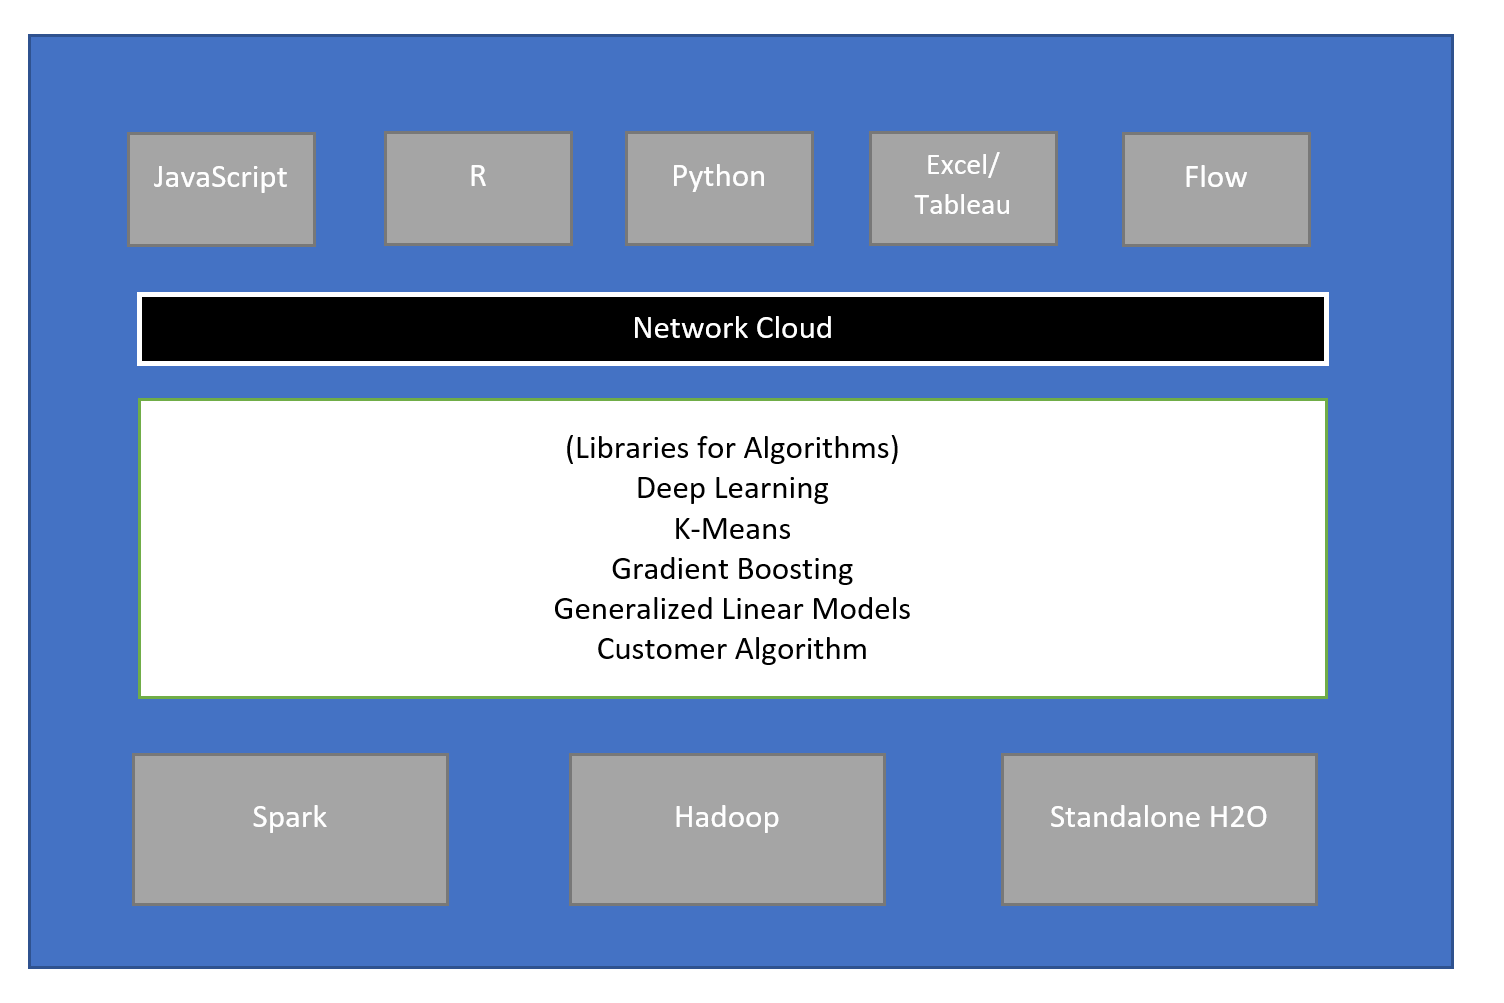 JavaScript
R
Python
Excel/
Tableau
Flow
Network Cloud
(Libraries for Algorithms)
Deep Learning
K-Means
Gradient Boosting
Generalized Linear Models
Customer Algorithm
Spark
Hadoop
Standalone H2O